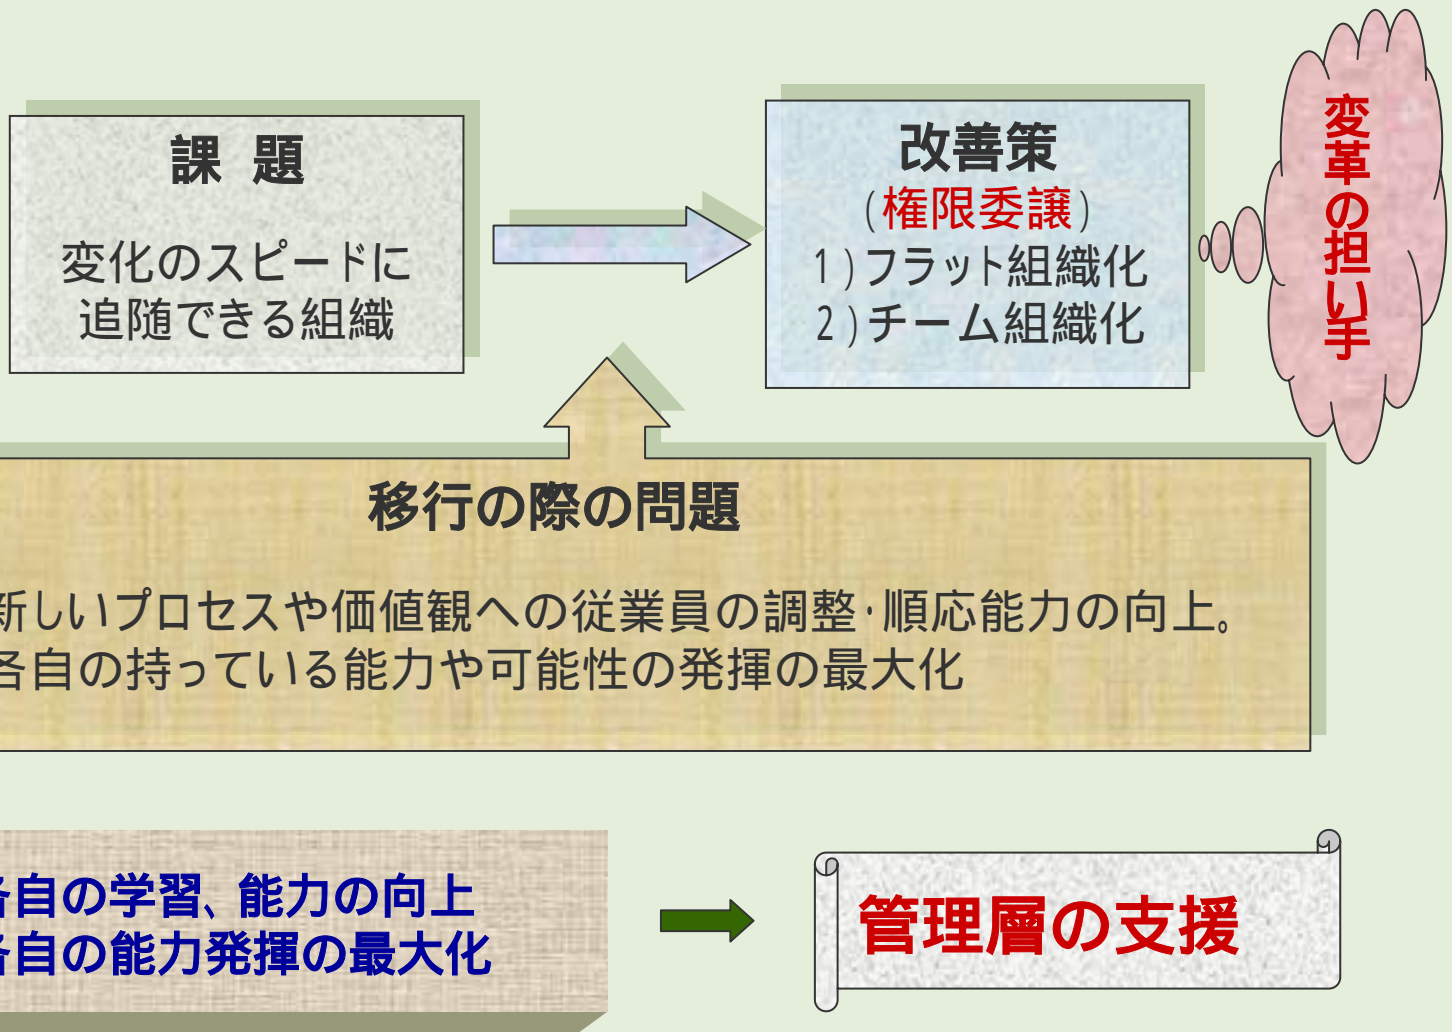 課 題
変化のスピードに
追随できる組織
改善策
(権限委譲)
1)フラット組織化
2)チーム組織化
変革の担い手
移行の際の問題
新しいプロセスや価値観への従業員の調整・順応能力の向上。
各自の持っている能力や可能性の発揮の最大化
各自の学習、能力の向上
各自の能力発揮の最大化
管理層の支援